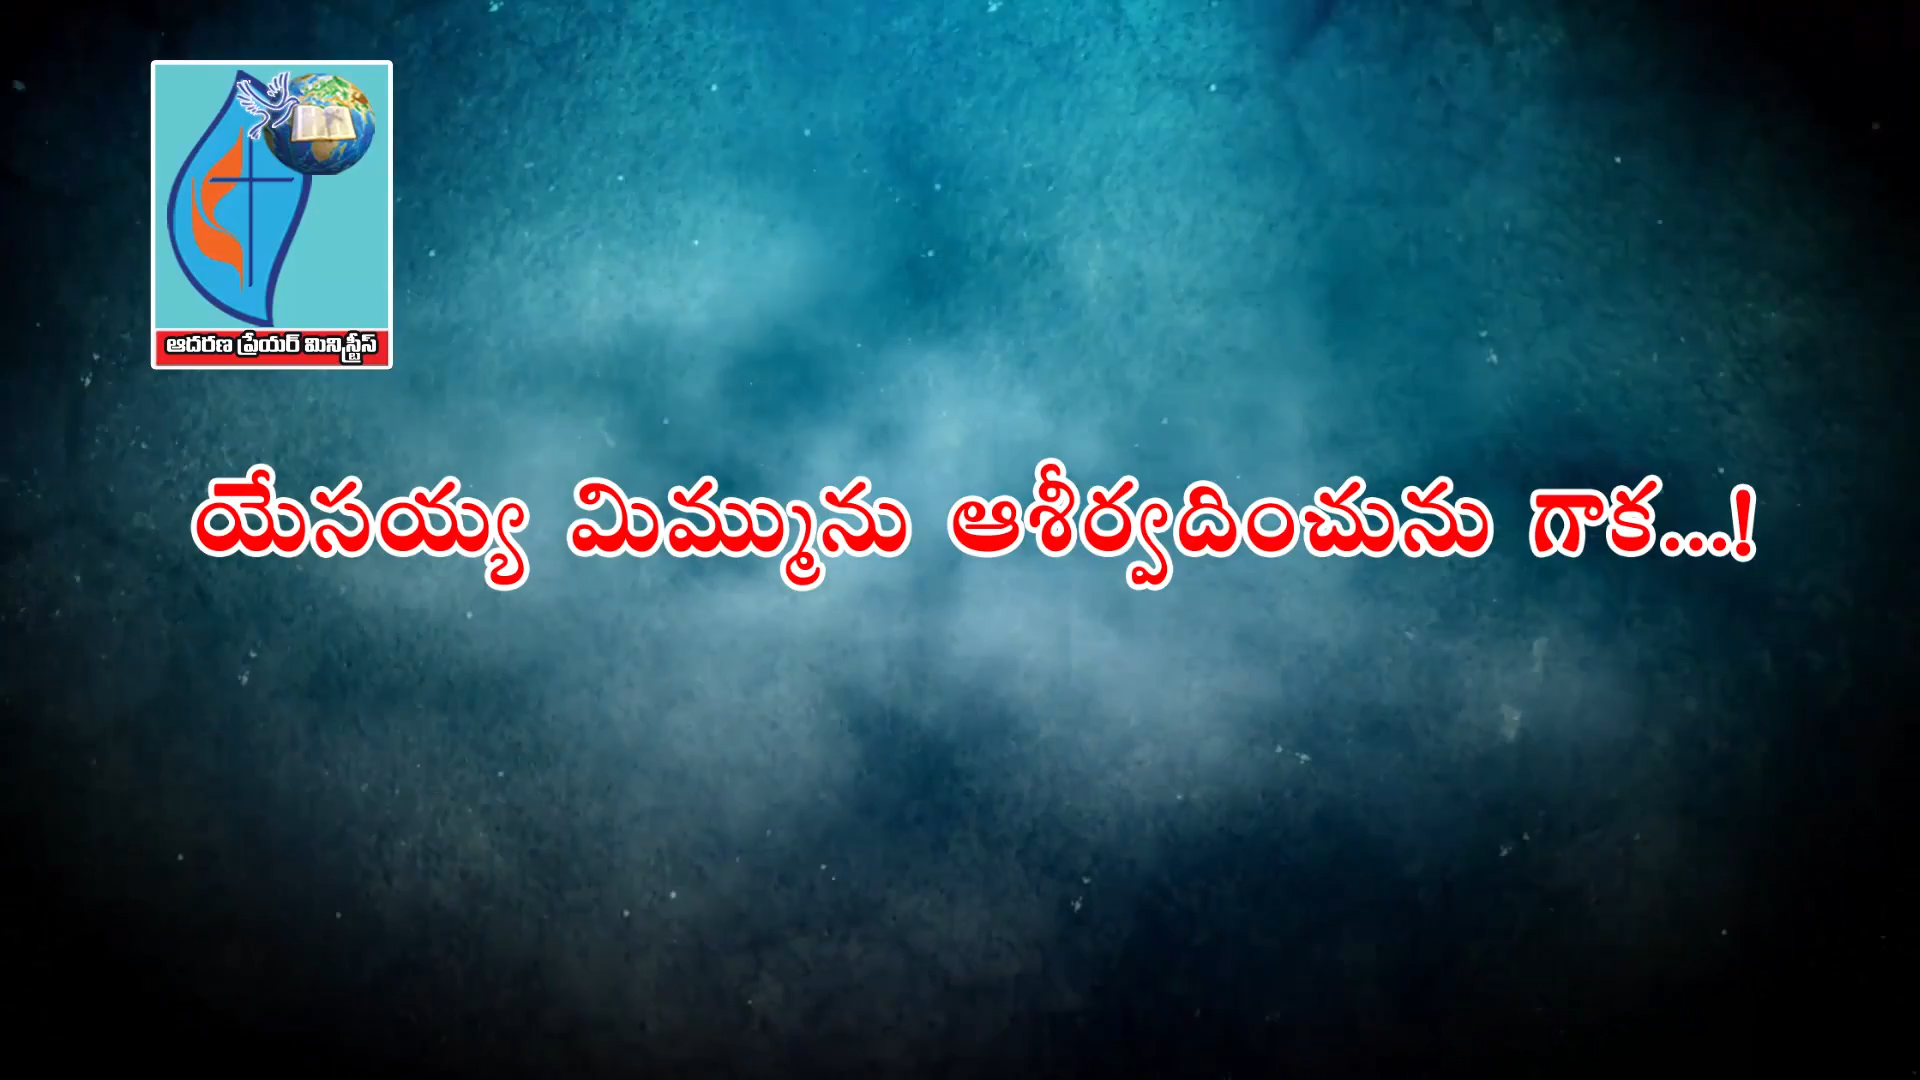 ఆదరణ ప్రేయర్ మినిస్ట్రీస్
యేసయ్య మిమ్మును ఆశీర్వదించును గాక...!